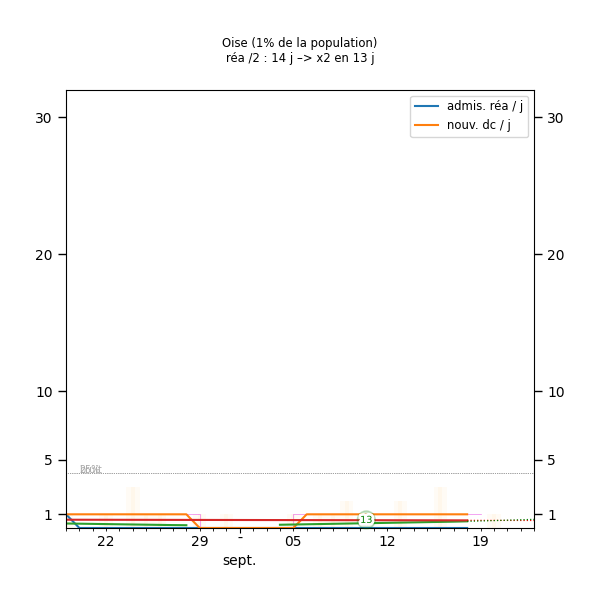 Oise (1% de la population)
réa /2 : 14 j –> x2 en 13 j
admis. réa / j
nouv. dc / j
30 30
20 20
10 10
5 5
1 1
13
22 29 - 05 12 19
sept.